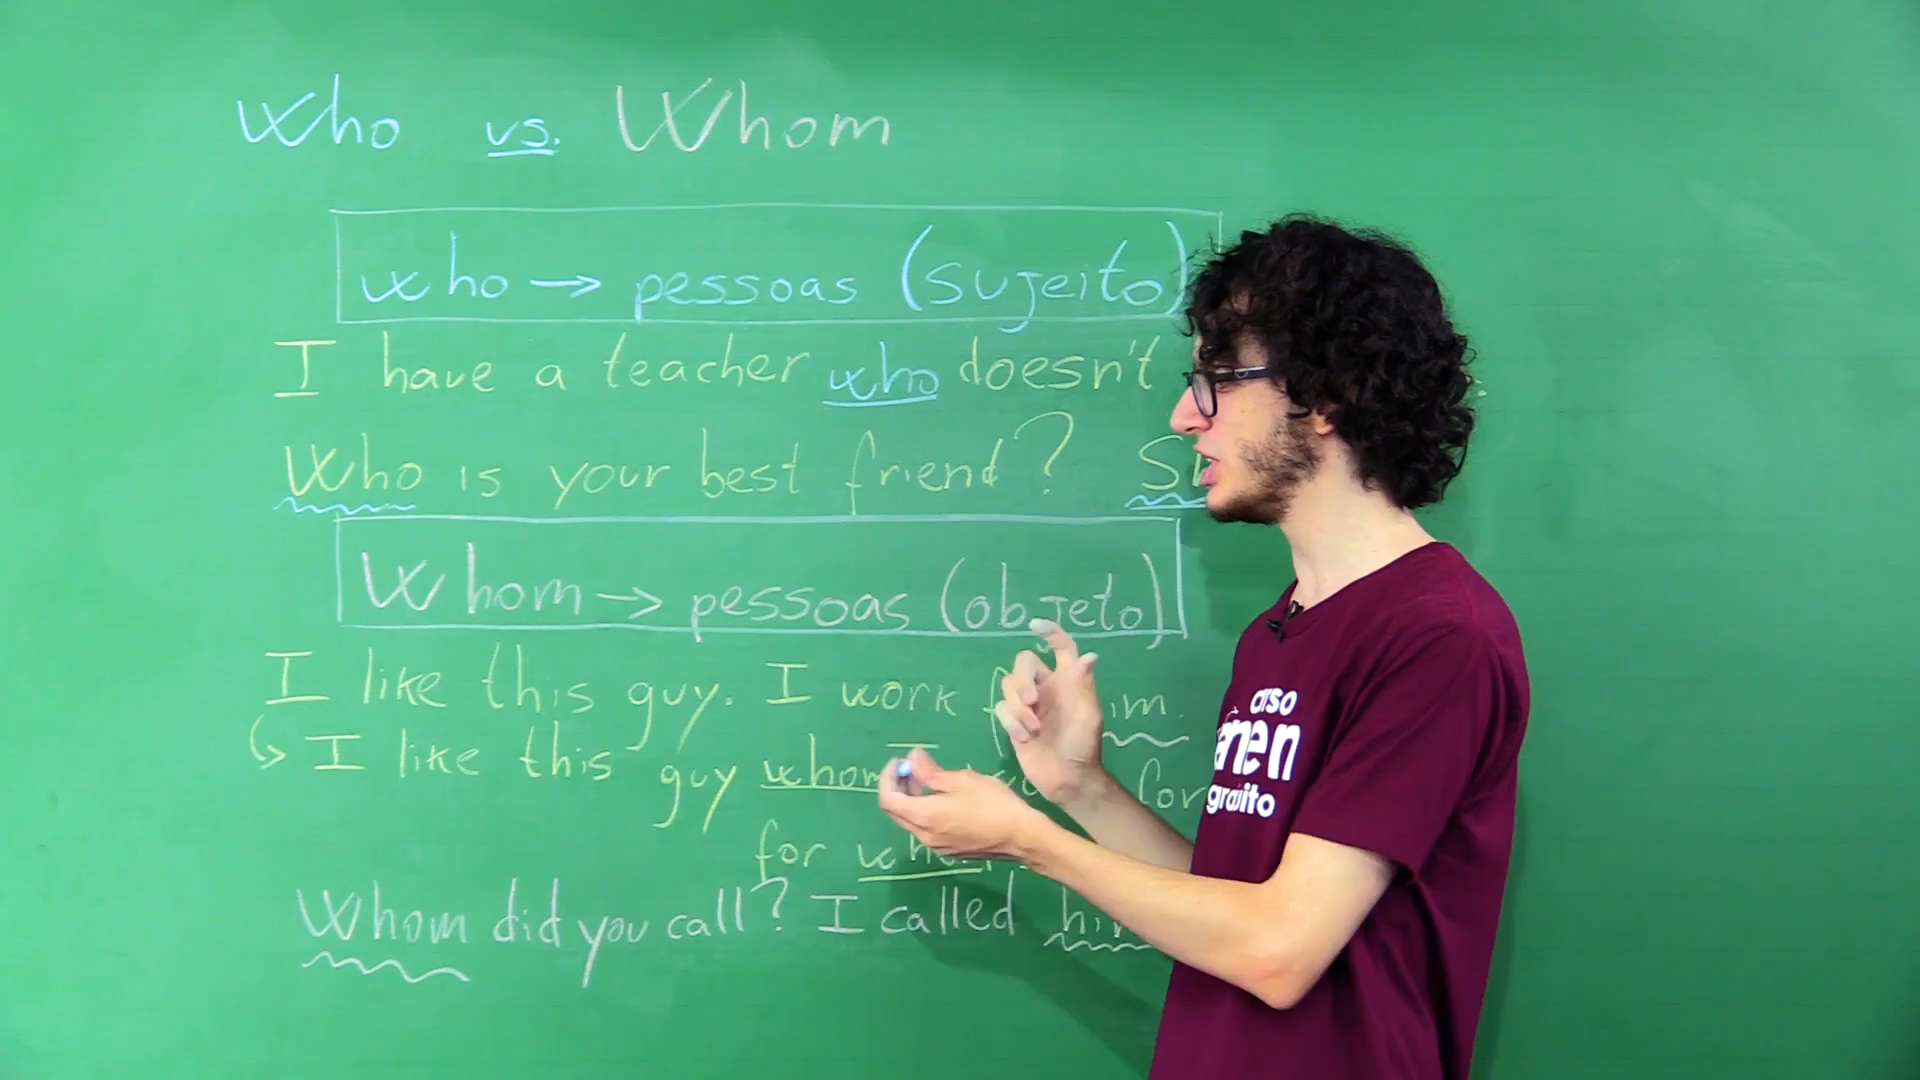 Who vs. Whom
who → pessoas (sujeito)
I have a teacher who doesn't
Who is your best friend?
Whom → pessoas (objeto)
I like this guy. I work
↳ I like this guy whom I for
for
Whom did you call? I called
curso
gratuito